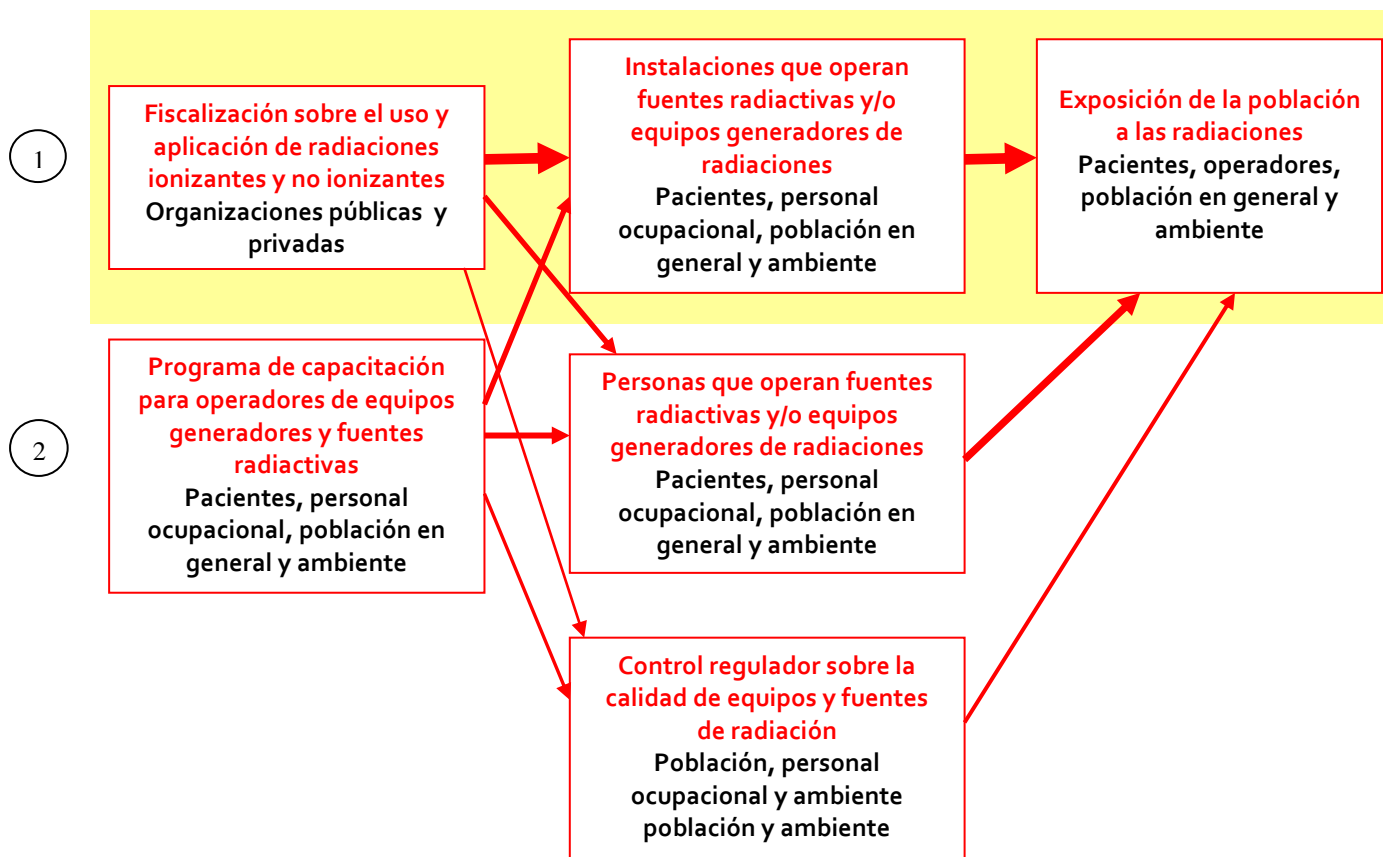 1
Fiscalización sobre el uso y
aplicación de radiaciones
ionizantes y no ionizantes
Organizaciones públicas y
privadas
Instalaciones que operan
fuentes radiactivas y/o
equipos generadores de
radiaciones
Pacientes, personal
ocupacional, población en
general y ambiente
Exposición de la población
a las radiaciones
Pacientes, operadores,
población en general y
ambiente
2
Programa de capacitación
para operadores de equipos
generadores y fuentes
radiactivas
Pacientes, personal
ocupacional, población en
general y ambiente
Personas que operan fuentes
radiactivas y/o equipos
generadores de radiaciones
Pacientes, personal
ocupacional, población en
general y ambiente
Control regulador sobre la
calidad de equipos y fuentes
de radiación
Población, personal
ocupacional y ambiente
población y ambiente